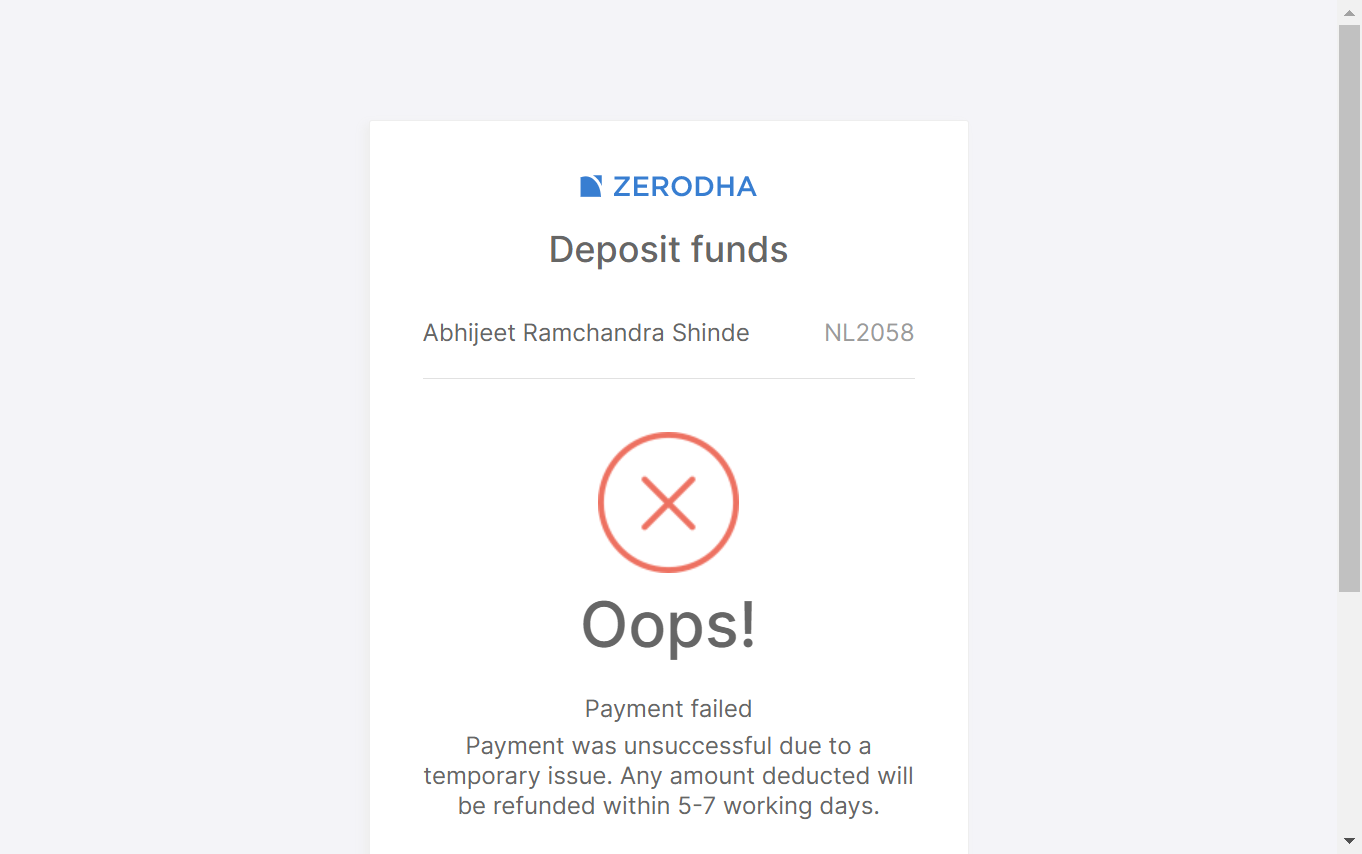 ZERODHA
Deposit funds
Abhijeet Ramchandra Shinde NL2058
Oops!
Payment failed
Payment was unsuccessful due to a
temporary issue. Any amount deducted will
be refunded within 5-7 working days.